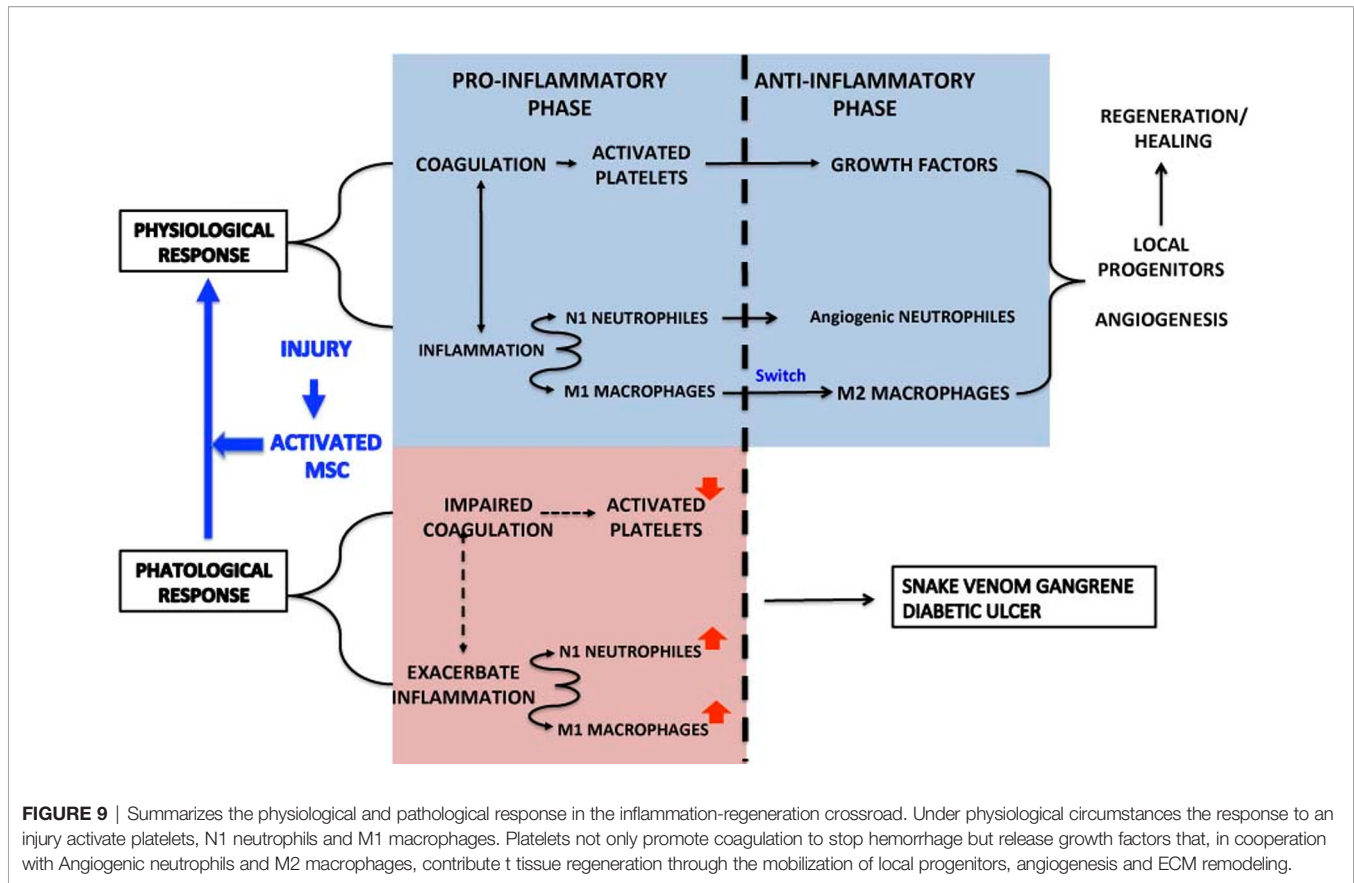 PRO-INFLAMMATORY
PHASE
ANTI-INFLAMMATORY
PHASE
REGENERATION/
HEALING
COAGULATION
ACTIVATED
PLATELETS
GROWTH FACTORS
PHYSIOLOGICAL
RESPONSE
LOCAL
PROGENITORS
ANGIOGENESIS
N1 NEUTROPHILES
Angiogenic NEUTROPHILES
INFLAMMATION
M1 MACROPHAGES
Switch
M2 MACROPHAGES
INJURY
ACTIVATED
MSC
IMPAIRED
COAGULATION
ACTIVATED
PLATELETS
PHATOLOGICAL
RESPONSE
SNAKE VENOM GANGRENE
DIABETIC ULCER
N1 NEUTROPHILES
EXACERBATE
INFLAMMATION
M1 MACROPHAGES
FIGURE 9 | Summarizes the physiological and pathological response in the inflammation-regeneration crossroad. Under physiological circumstances the response to an
injury activate platelets, N1 neutrophils and M1 macrophages. Platelets not only promote coagulation to stop hemorrhage but release growth factors that, in cooperation
with Angiogenic neutrophils and M2 macrophages, contribute t tissue regeneration through the mobilization of local progenitors, angiogenesis and ECM remodeling.